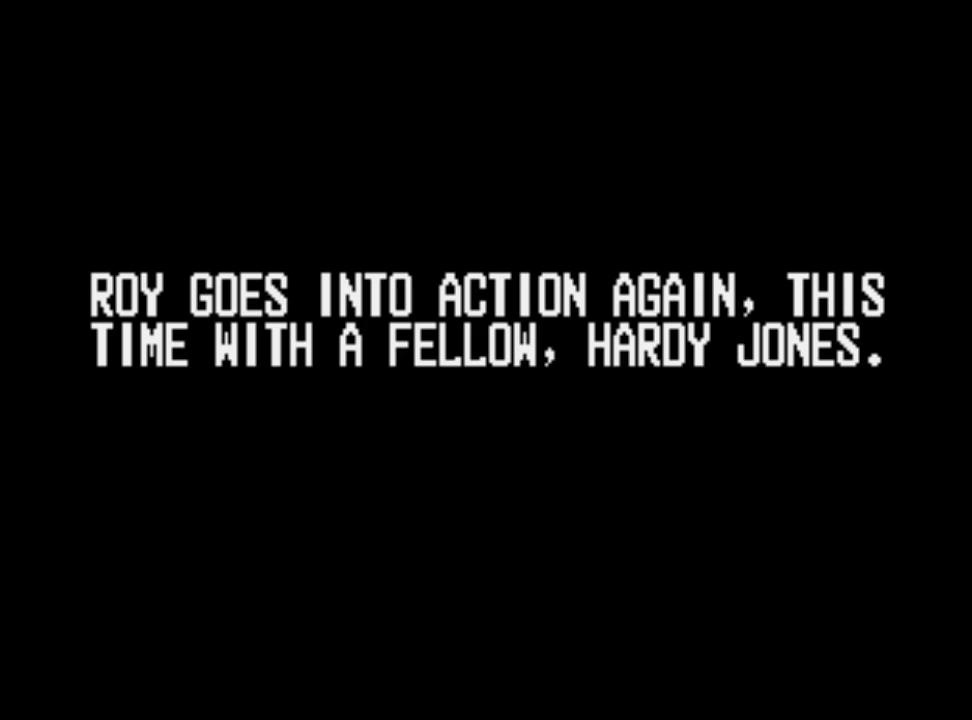 ROY GOES INTO ACTION AGAIN, THIS
TIME WITH A FELLOW, HARDY JONES.